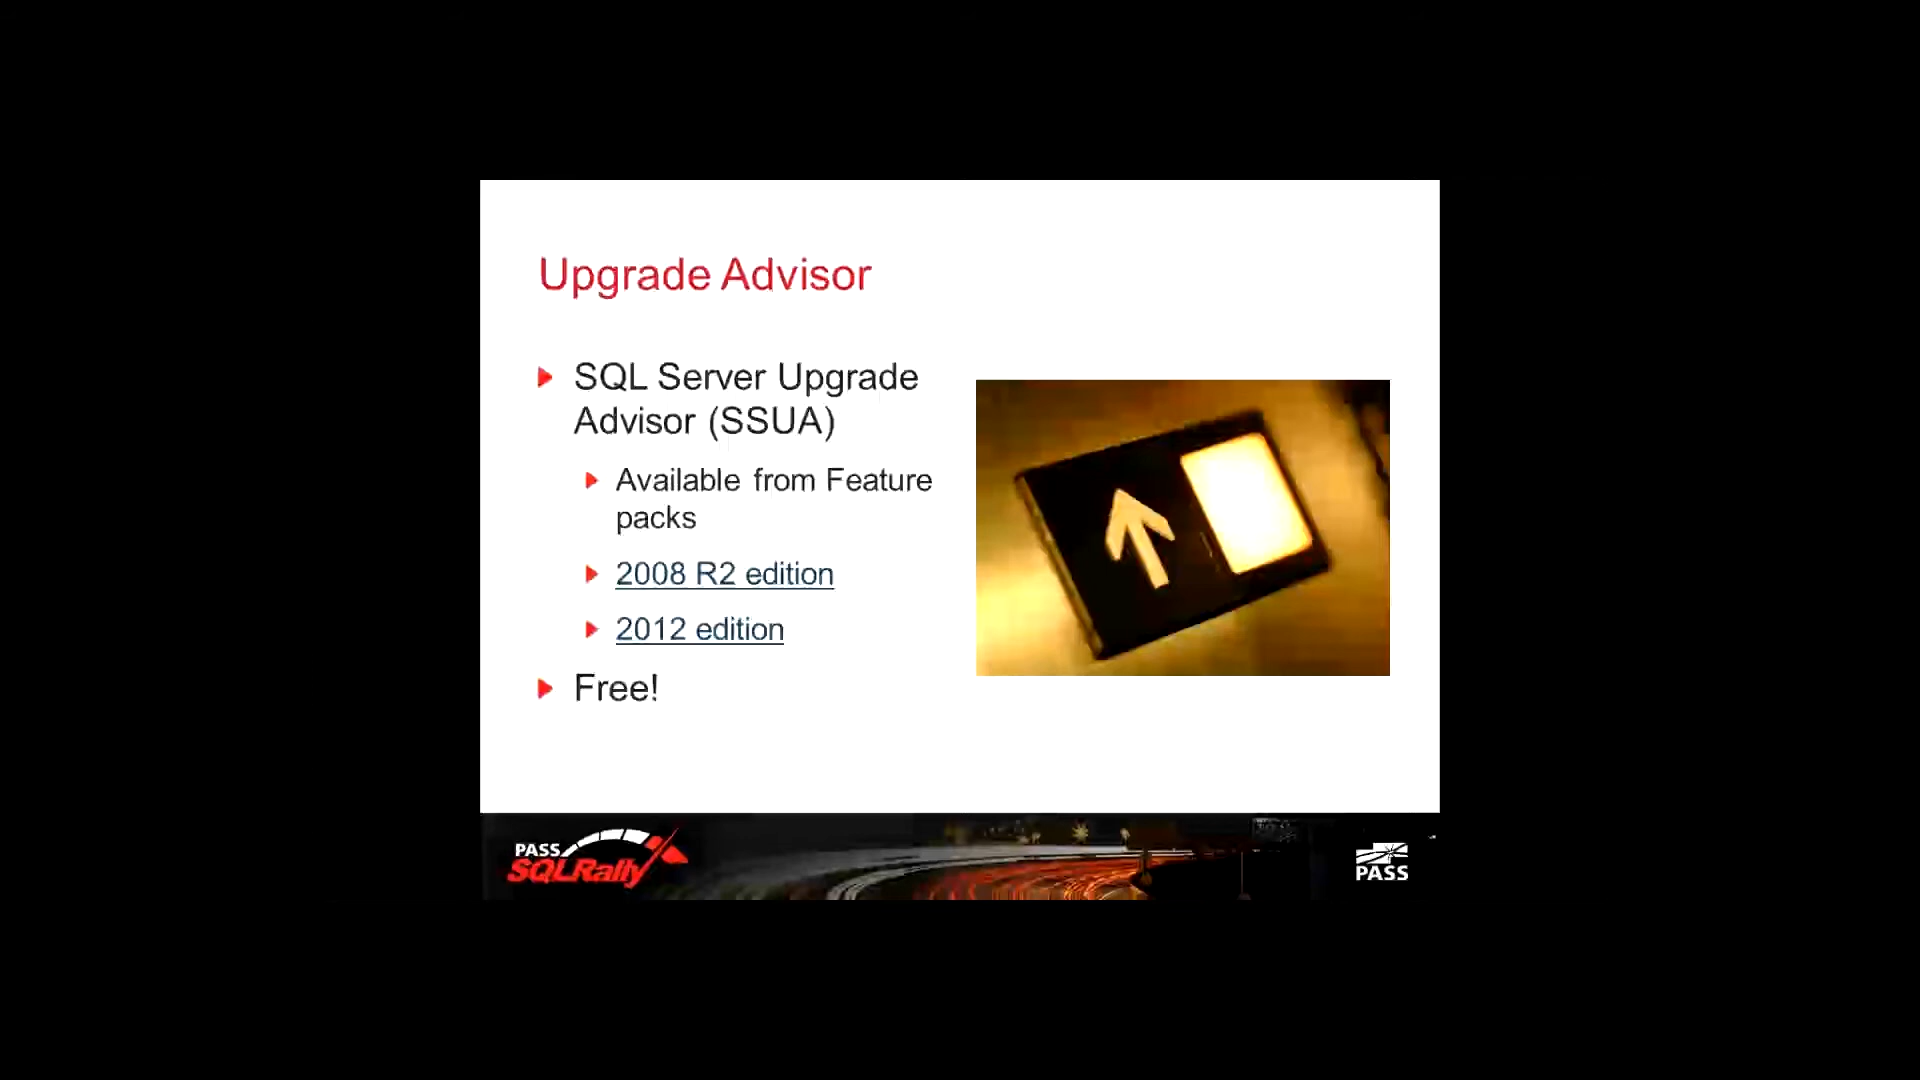 Upgrade Advisor
SQL Server Upgrade
Advisor (SSUA)
Available from Feature
packs
2008 R2 edition
2012 edition
Free!
PASS
SQLRally
PASS